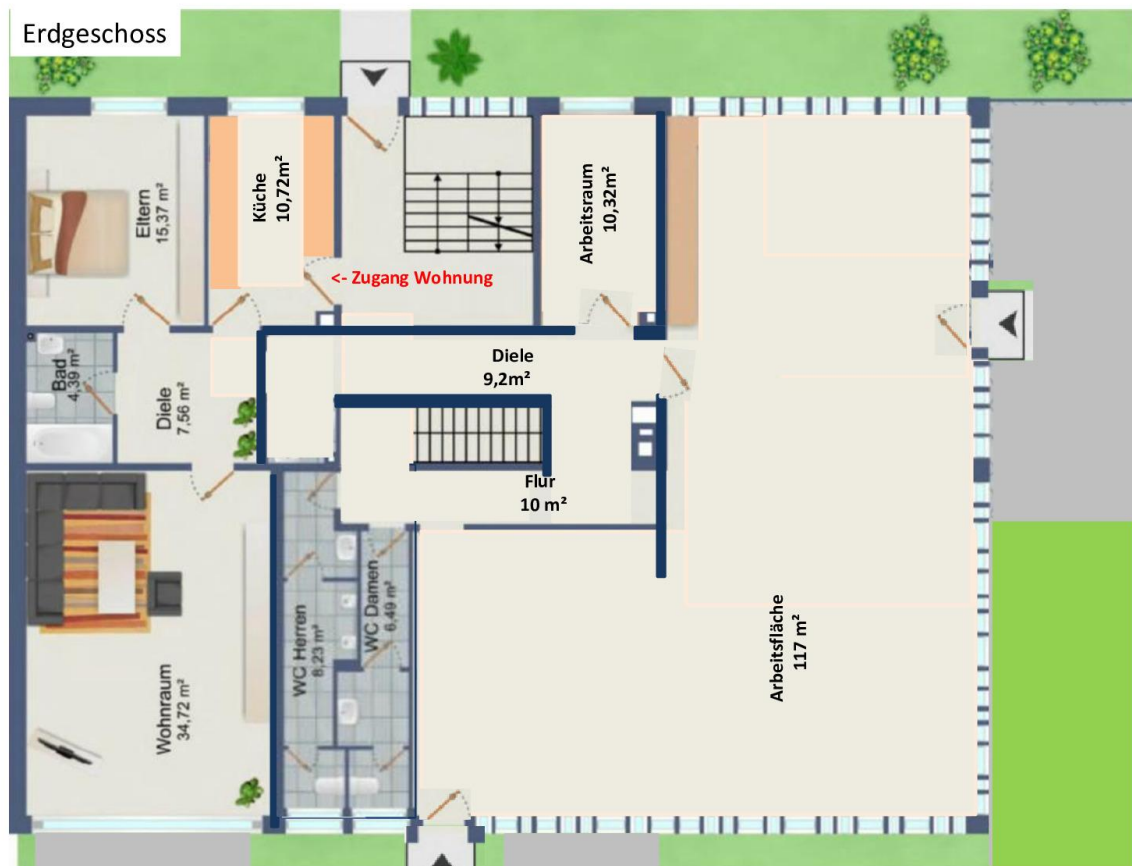 Erdgeschoss
Eltern
15,37 m²
Küche
10,72m²
Arbeitsraum
10,32m²
<- Zugang Wohnung
Bad
4,39 m²
Diele
7,56 m²
Diele
9,2m²
Flur
10 m²
WC Damen
6,49 m²
WC Herren
8,23 m²
Wohnraum
34,72 m²
Arbeitsfläche
117 m²